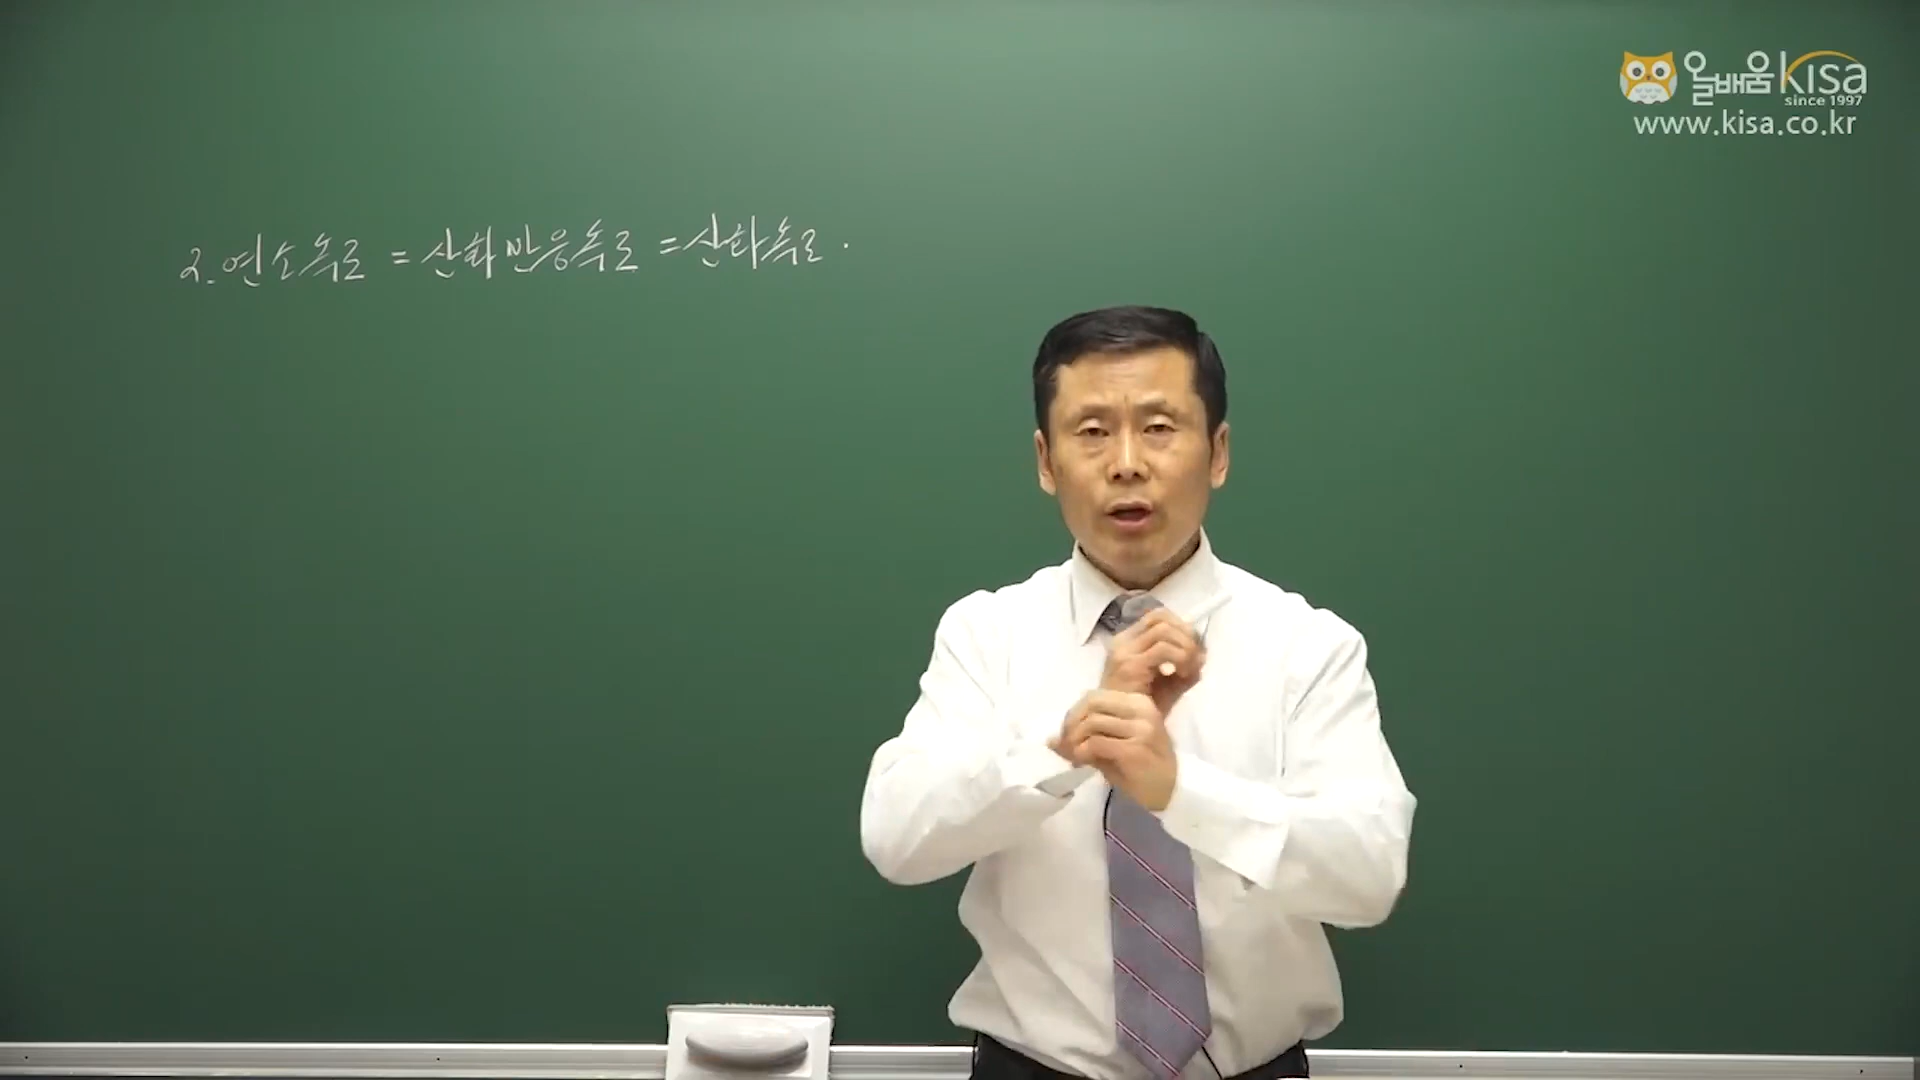 2. 연소속도 = 산화반응속도 = 산화속도.
올배움 kisa
since 1997
www.kisa.co.kr